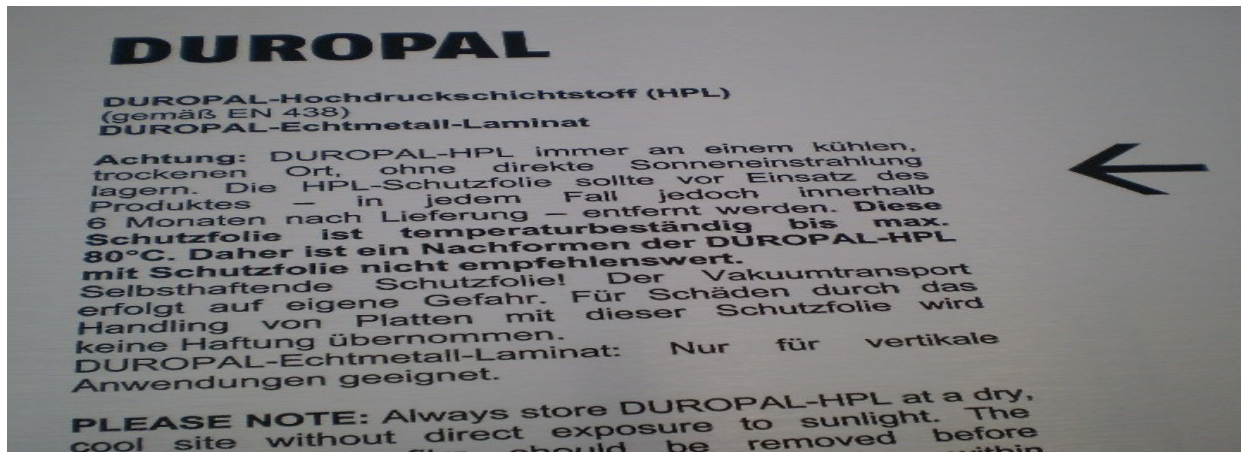 DUROPAL
DUROPAL-Hochdruckschichtstoff (HPL)
(gemäß EN 438)
DUROPAL-Echtmetall-Laminat
Achtung: DUROPAL-HPL immer an einem kühlen,
trockenen Ort, ohne direkte Sonneneinstrahlung
lagern. Die HPL-Schutzfolie sollte vor Einsatz des
Produktes – in jedem Fall jedoch innerhalb
6 Monaten nach Lieferung – entfernt werden. Diese
Schutzfolie ist temperaturbeständig bis max.
80°C. Daher ist ein Nachformen der DUROPAL-HPL
mit Schutzfolie nicht empfehlenswert.
Selbsthaftende Schutzfolie! Der Vakuumtransport
erfolgt auf eigene Gefahr. Für Schäden durch das
Handling von Platten mit dieser Schutzfolie wird
keine Haftung übernommen.
DUROPAL-Echtmetall-Laminat: Nur für vertikale
Anwendungen geeignet.
PLEASE NOTE: Always store DUROPAL-HPL at a dry,
cool site without direct exposure to sunlight. The
should be removed before
within